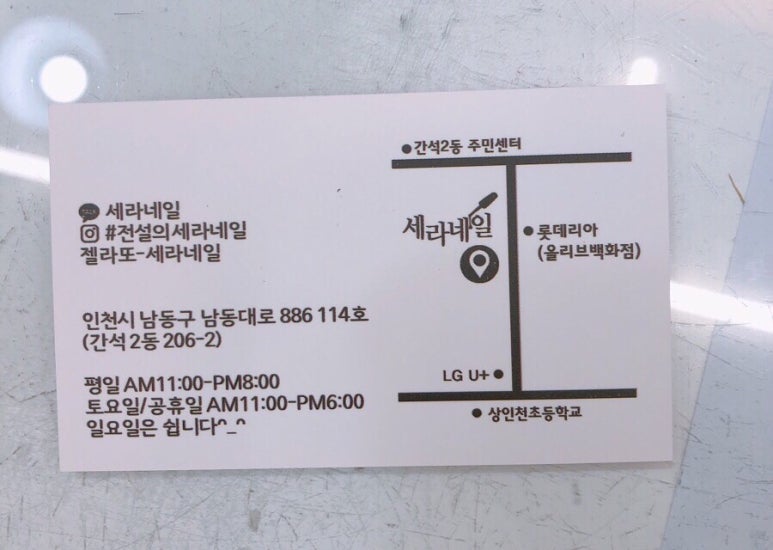 세라네일
#전설의세라네일
젤라또-세라네일
인천시 남동구 남동대로 886 114호
(간석 2동 206-2)
평일 AM11:00-PM8:00
토요일/공휴일 AM11:00-PM6:00
일요일은 쉽니다^_^
간석2동 주민센터
세라네일
롯데리아
(올리브백화점)
LG U+
상인천초등학교